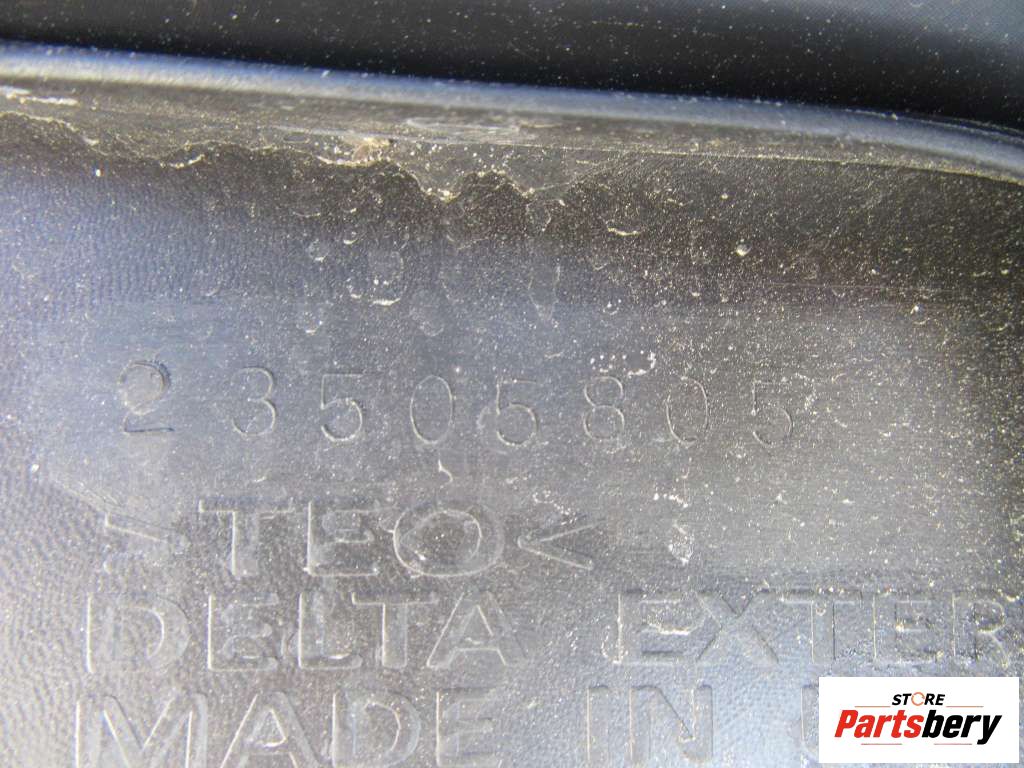 23505805
>TEO<
DELTA EXTER
MADE IN U
STORE
Partsbery